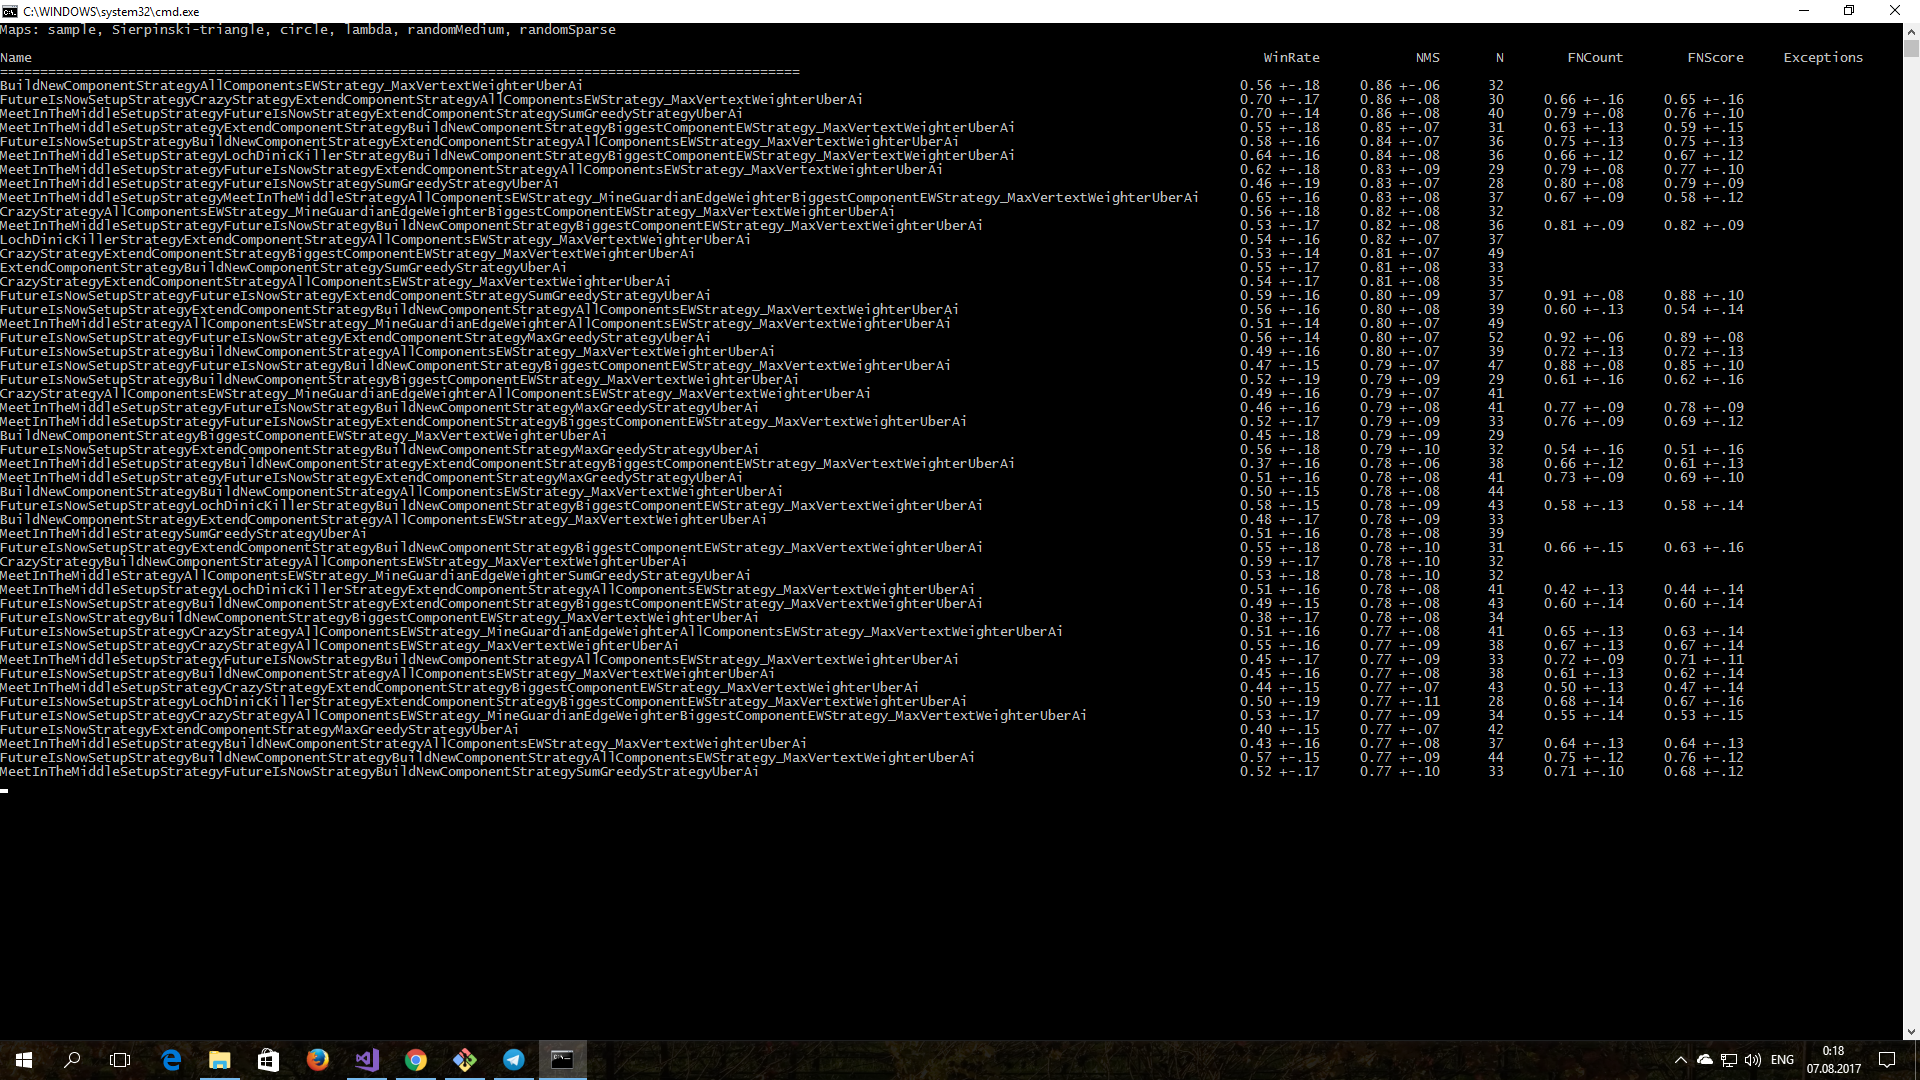 C:\WINDOWS\system32\cmd.exe
Maps: sample, Sierpinski-triangle, circle, lambda, randomMedium, randomSparse
Name WinRate NMS N FNCount FNScore Exceptions
====================================================================================================
BuildNewComponentStrategyAllComponentsEWStrategy_MaxVertextWeighterUberAi 0.56 +-.18 0.86 +-.06 32
FutureIsNowSetupStrategyCrazyStrategyExtendComponentStrategyAllComponentsEWStrategy_MaxVertextWeighterUberAi 0.70 +-.17 0.86 +-.08 30 0.66 +-.16 0.65 +-.16
MeetInTheMiddleSetupStrategyFutureIsNowStrategyExtendComponentStrategySumGreedyStrategyUberAi 0.70 +-.14 0.86 +-.08 40 0.79 +-.08 0.76 +-.10
MeetInTheMiddleSetupStrategyExtendComponentStrategyBuildNewComponentStrategyBiggestComponentEWStrategy_MaxVertextWeighterUberAi 0.55 +-.18 0.85 +-.07 31 0.63 +-.13 0.59 +-.15
FutureIsNowSetupStrategyBuildNewComponentStrategyExtendComponentStrategyAllComponentsEWStrategy_MaxVertextWeighterUberAi 0.58 +-.16 0.84 +-.07 36 0.75 +-.13 0.75 +-.13
MeetInTheMiddleSetupStrategyLochDinicKillerStrategyBuildNewComponentStrategyBiggestComponentEWStrategy_MaxVertextWeighterUberAi 0.64 +-.16 0.84 +-.08 36 0.66 +-.12 0.67 +-.12
MeetInTheMiddleSetupStrategyFutureIsNowStrategyExtendComponentStrategyAllComponentsEWStrategy_MaxVertextWeighterUberAi 0.62 +-.18 0.83 +-.09 29 0.79 +-.08 0.77 +-.10
MeetInTheMiddleSetupStrategyFutureIsNowStrategySumGreedyStrategyUberAi 0.46 +-.19 0.83 +-.07 28 0.80 +-.08 0.79 +-.09
MeetInTheMiddleSetupStrategyMeetInTheMiddleStrategyAllComponentsEWStrategy_MineGuardianEdgeWeighterBiggestComponentEWStrategy_MaxVertextWeighterUberAi 0.65 +-.16 0.83 +-.08 37 0.67 +-.09 0.58 +-.12
CrazyStrategyAllComponentsEWStrategy_MineGuardianEdgeWeighterBiggestComponentEWStrategy_MaxVertextWeighterUberAi 0.56 +-.18 0.82 +-.08 32
MeetInTheMiddleSetupStrategyFutureIsNowStrategyBuildNewComponentStrategyBiggestComponentEWStrategy_MaxVertextWeighterUberAi 0.53 +-.17 0.82 +-.08 36 0.81 +-.09 0.82 +-.09
LochDinicKillerStrategyExtendComponentStrategyAllComponentsEWStrategy_MaxVertextWeighterUberAi 0.54 +-.16 0.82 +-.07 37
CrazyStrategyExtendComponentStrategyBiggestComponentEWStrategy_MaxVertextWeighterUberAi 0.53 +-.14 0.81 +-.07 49
ExtendComponentStrategyBuildNewComponentStrategySumGreedyStrategyUberAi 0.55 +-.17 0.81 +-.08 33
CrazyStrategyExtendComponentStrategyAllComponentsEWStrategy_MaxVertextWeighterUberAi 0.54 +-.17 0.81 +-.08 35
FutureIsNowSetupStrategyFutureIsNowStrategyExtendComponentStrategySumGreedyStrategyUberAi 0.59 +-.16 0.80 +-.09 37 0.91 +-.08 0.88 +-.10
FutureIsNowSetupStrategyExtendComponentStrategyBuildNewComponentStrategyAllComponentsEWStrategy_MaxVertextWeighterUberAi 0.56 +-.16 0.80 +-.08 39 0.60 +-.13 0.54 +-.14
MeetInTheMiddleStrategyAllComponentsEWStrategy_MineGuardianEdgeWeighterAllComponentsEWStrategy_MaxVertextWeighterUberAi 0.51 +-.14 0.80 +-.07 49
FutureIsNowSetupStrategyFutureIsNowStrategyExtendComponentStrategyMaxGreedyStrategyUberAi 0.56 +-.14 0.80 +-.07 52 0.92 +-.06 0.89 +-.08
FutureIsNowSetupStrategyBuildNewComponentStrategyAllComponentsEWStrategy_MaxVertextWeighterUberAi 0.49 +-.16 0.80 +-.07 39 0.72 +-.13 0.72 +-.13
FutureIsNowSetupStrategyFutureIsNowStrategyBuildNewComponentStrategyBiggestComponentEWStrategy_MaxVertextWeighterUberAi 0.47 +-.15 0.79 +-.07 47 0.88 +-.08 0.85 +-.10
FutureIsNowSetupStrategyBuildNewComponentStrategyBiggestComponentEWStrategy_MaxVertextWeighterUberAi 0.52 +-.19 0.79 +-.09 29 0.61 +-.16 0.62 +-.16
CrazyStrategyAllComponentsEWStrategy_MineGuardianEdgeWeighterAllComponentsEWStrategy_MaxVertextWeighterUberAi 0.49 +-.16 0.79 +-.07 41
MeetInTheMiddleSetupStrategyFutureIsNowStrategyBuildNewComponentStrategyMaxGreedyStrategyUberAi 0.46 +-.16 0.79 +-.08 41 0.77 +-.09 0.78 +-.09
MeetInTheMiddleSetupStrategyFutureIsNowStrategyExtendComponentStrategyBiggestComponentEWStrategy_MaxVertextWeighterUberAi 0.52 +-.17 0.79 +-.09 33 0.76 +-.09 0.69 +-.12
BuildNewComponentStrategyBiggestComponentEWStrategy_MaxVertextWeighterUberAi 0.45 +-.18 0.79 +-.09 29
FutureIsNowSetupStrategyExtendComponentStrategyBuildNewComponentStrategyMaxGreedyStrategyUberAi 0.56 +-.18 0.79 +-.10 32 0.54 +-.16 0.51 +-.16
MeetInTheMiddleSetupStrategyBuildNewComponentStrategyExtendComponentStrategyBiggestComponentEWStrategy_MaxVertextWeighterUberAi 0.37 +-.16 0.78 +-.06 38 0.66 +-.12 0.61 +-.13
MeetInTheMiddleSetupStrategyFutureIsNowStrategyExtendComponentStrategyMaxGreedyStrategyUberAi 0.51 +-.16 0.78 +-.08 41 0.73 +-.09 0.69 +-.10
BuildNewComponentStrategyBuildNewComponentStrategyAllComponentsEWStrategy_MaxVertextWeighterUberAi 0.50 +-.15 0.78 +-.08 44
FutureIsNowSetupStrategyLochDinicKillerStrategyBuildNewComponentStrategyBiggestComponentEWStrategy_MaxVertextWeighterUberAi 0.58 +-.15 0.78 +-.09 43 0.58 +-.13 0.58 +-.14
BuildNewComponentStrategyExtendComponentStrategyAllComponentsEWStrategy_MaxVertextWeighterUberAi 0.48 +-.17 0.78 +-.09 33
MeetInTheMiddleStrategySumGreedyStrategyUberAi 0.51 +-.16 0.78 +-.08 39
FutureIsNowSetupStrategyExtendComponentStrategyBuildNewComponentStrategyBiggestComponentEWStrategy_MaxVertextWeighterUberAi 0.55 +-.18 0.78 +-.10 31 0.66 +-.15 0.63 +-.16
CrazyStrategyBuildNewComponentStrategyAllComponentsEWStrategy_MaxVertextWeighterUberAi 0.59 +-.17 0.78 +-.10 32
MeetInTheMiddleStrategyAllComponentsEWStrategy_MineGuardianEdgeWeighterSumGreedyStrategyUberAi 0.53 +-.18 0.78 +-.10 32
MeetInTheMiddleSetupStrategyLochDinicKillerStrategyExtendComponentStrategyAllComponentsEWStrategy_MaxVertextWeighterUberAi 0.51 +-.16 0.78 +-.08 41 0.42 +-.13 0.44 +-.14
FutureIsNowSetupStrategyBuildNewComponentStrategyExtendComponentStrategyBiggestComponentEWStrategy_MaxVertextWeighterUberAi 0.49 +-.15 0.78 +-.08 43 0.60 +-.14 0.60 +-.14
FutureIsNowStrategyBuildNewComponentStrategyBiggestComponentEWStrategy_MaxVertextWeighterUberAi 0.38 +-.17 0.78 +-.08 34
FutureIsNowSetupStrategyCrazyStrategyAllComponentsEWStrategy_MineGuardianEdgeWeighterAllComponentsEWStrategy_MaxVertextWeighterUberAi 0.51 +-.16 0.77 +-.08 41 0.65 +-.13 0.63 +-.14
FutureIsNowSetupStrategyCrazyStrategyAllComponentsEWStrategy_MaxVertextWeighterUberAi 0.55 +-.16 0.77 +-.09 38 0.67 +-.13 0.67 +-.14
MeetInTheMiddleSetupStrategyFutureIsNowStrategyBuildNewComponentStrategyAllComponentsEWStrategy_MaxVertextWeighterUberAi 0.45 +-.17 0.77 +-.09 33 0.72 +-.09 0.71 +-.11
FutureIsNowSetupStrategyBuildNewComponentStrategyAllComponentsEWStrategy_MaxVertextWeighterUberAi 0.45 +-.16 0.77 +-.08 38 0.61 +-.13 0.62 +-.14
MeetInTheMiddleSetupStrategyCrazyStrategyExtendComponentStrategyBiggestComponentEWStrategy_MaxVertextWeighterUberAi 0.44 +-.15 0.77 +-.07 43 0.50 +-.13 0.47 +-.14
FutureIsNowSetupStrategyLochDinicKillerStrategyExtendComponentStrategyBiggestComponentEWStrategy_MaxVertextWeighterUberAi 0.50 +-.19 0.77 +-.11 28 0.68 +-.14 0.67 +-.16
FutureIsNowSetupStrategyCrazyStrategyAllComponentsEWStrategy_MineGuardianEdgeWeighterBiggestComponentEWStrategy_MaxVertextWeighterUberAi 0.53 +-.17 0.77 +-.09 34 0.55 +-.14 0.53 +-.15
FutureIsNowStrategyExtendComponentStrategyMaxGreedyStrategyUberAi 0.40 +-.15 0.77 +-.07 42
MeetInTheMiddleSetupStrategyBuildNewComponentStrategyAllComponentsEWStrategy_MaxVertextWeighterUberAi 0.43 +-.16 0.77 +-.08 37 0.64 +-.13 0.64 +-.13
FutureIsNowSetupStrategyBuildNewComponentStrategyBuildNewComponentStrategyAllComponentsEWStrategy_MaxVertextWeighterUberAi 0.57 +-.15 0.77 +-.09 44 0.75 +-.12 0.76 +-.12
MeetInTheMiddleSetupStrategyFutureIsNowStrategyBuildNewComponentStrategySumGreedyStrategyUberAi 0.52 +-.17 0.77 +-.10 33 0.71 +-.10 0.68 +-.12
ENG
0:18
07.08.2017